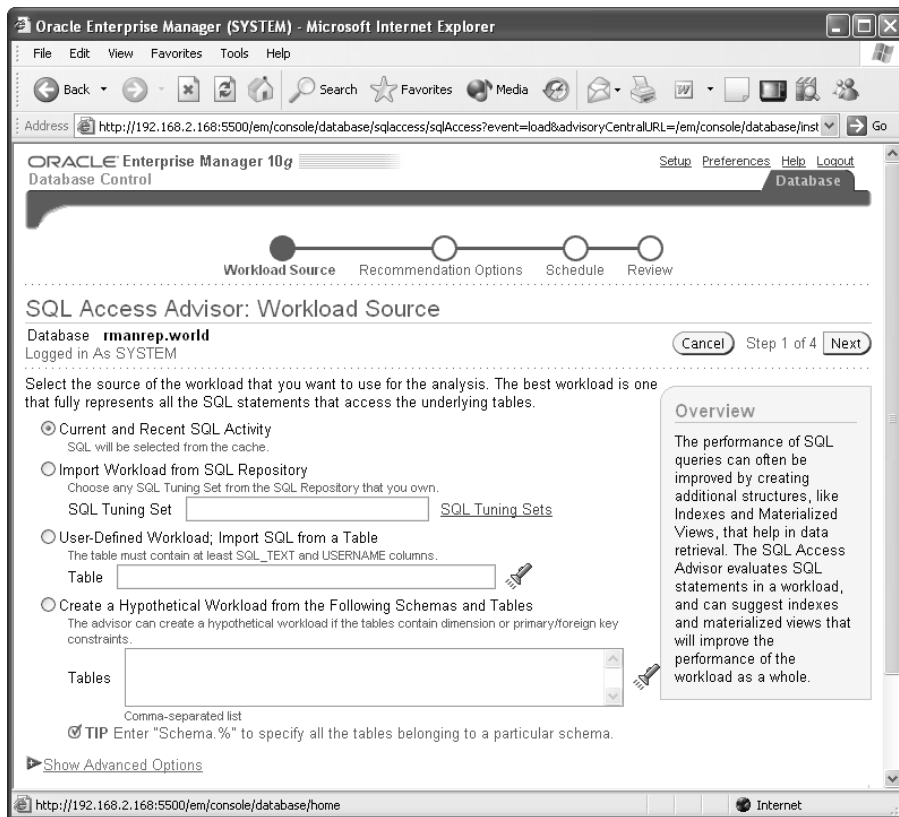 Oracle Enterprise Manager (SYSTEM) - Microsoft Internet Explorer
File Edit View Favorites Tools Help
Back Search Favorites Media
Address http://192.168.2.168:5500/em/console/database/sqlaccess/sqlAccess?event=load&advisoryCentralURL=/em/console/database/inst Go
ORACLE Enterprise Manager 10g
Database Control
Setup Preferences Help Logout
Database
Workload Source Recommendation Options Schedule Review
SQL Access Advisor: Workload Source
Database rmanrep.world
Logged in As SYSTEM
Cancel Step 1 of 4 Next
Select the source of the workload that you want to use for the analysis. The best workload is one
that fully represents all the SQL statements that access the underlying tables.
Current and Recent SQL Activity
SQL will be selected from the cache.
Import Workload from SQL Repository
Choose any SQL Tuning Set from the SQL Repository that you own.
SQL Tuning Set SQL Tuning Sets
User-Defined Workload; Import SQL from a Table
The table must contain at least SQL_TEXT and USERNAME columns.
Table
Create a Hypothetical Workload from the Following Schemas and Tables
The advisor can create a hypothetical workload if the tables contain dimension or primary/foreign key
constraints.
Tables
Comma-separated list
TIP Enter "Schema.%" to specify all the tables belonging to a particular schema.
Show Advanced Options
Overview
The performance of SQL
queries can often be
improved by creating
additional structures, like
Indexes and Materialized
Views, that help in data
retrieval. The SQL Access
Advisor evaluates SQL
statements in a workload,
and can suggest indexes
and materialized views that
will improve the
performance of the
workload as a whole.
http://192.168.2.168:5500/em/console/database/home
Internet